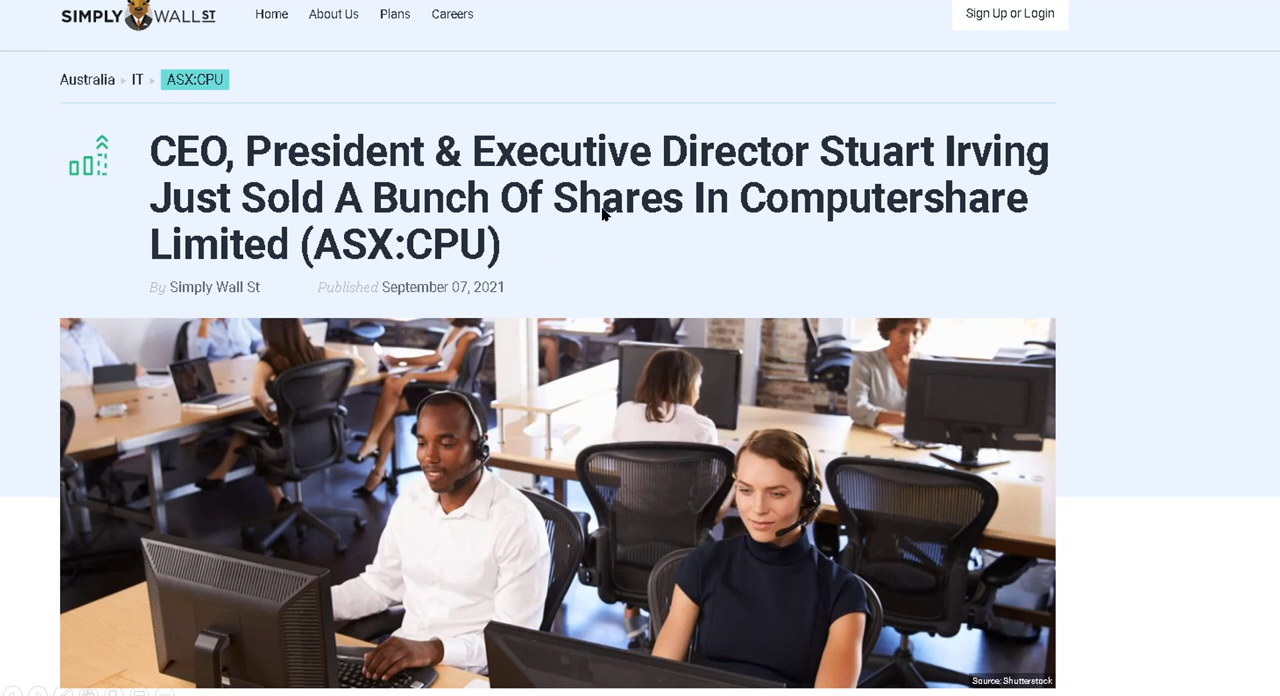 SIMPLY WALL ST Home About Us Plans Careers Sign Up or Login
Australia IT ASX:CPU
CEO, President & Executive Director Stuart Irving
Just Sold A Bunch Of Shares In Computershare
Limited (ASX:CPU)
By Simply Wall St Published September 07, 2021
Source: Shutterstock